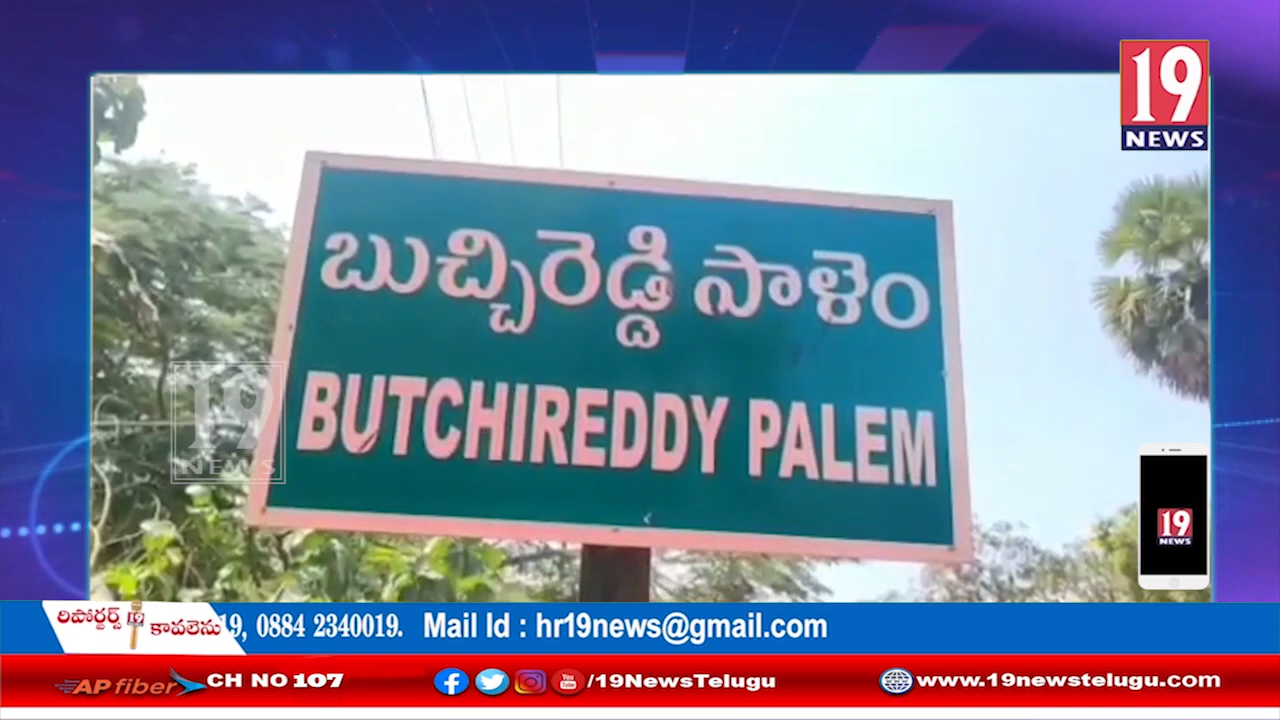 19
NEWS
బుచ్చిరెడ్డి సాళెం
BUTCHIREDDY PALEM
19
NEWS
19
NEWS
రిపోర్టర్స్ 19 కావలెను
19, 0884 2340019. Mail Id : hr19news@gmail.com
AP fiber CH NO 107
/19NewsTelugu
www.19newstelugu.com